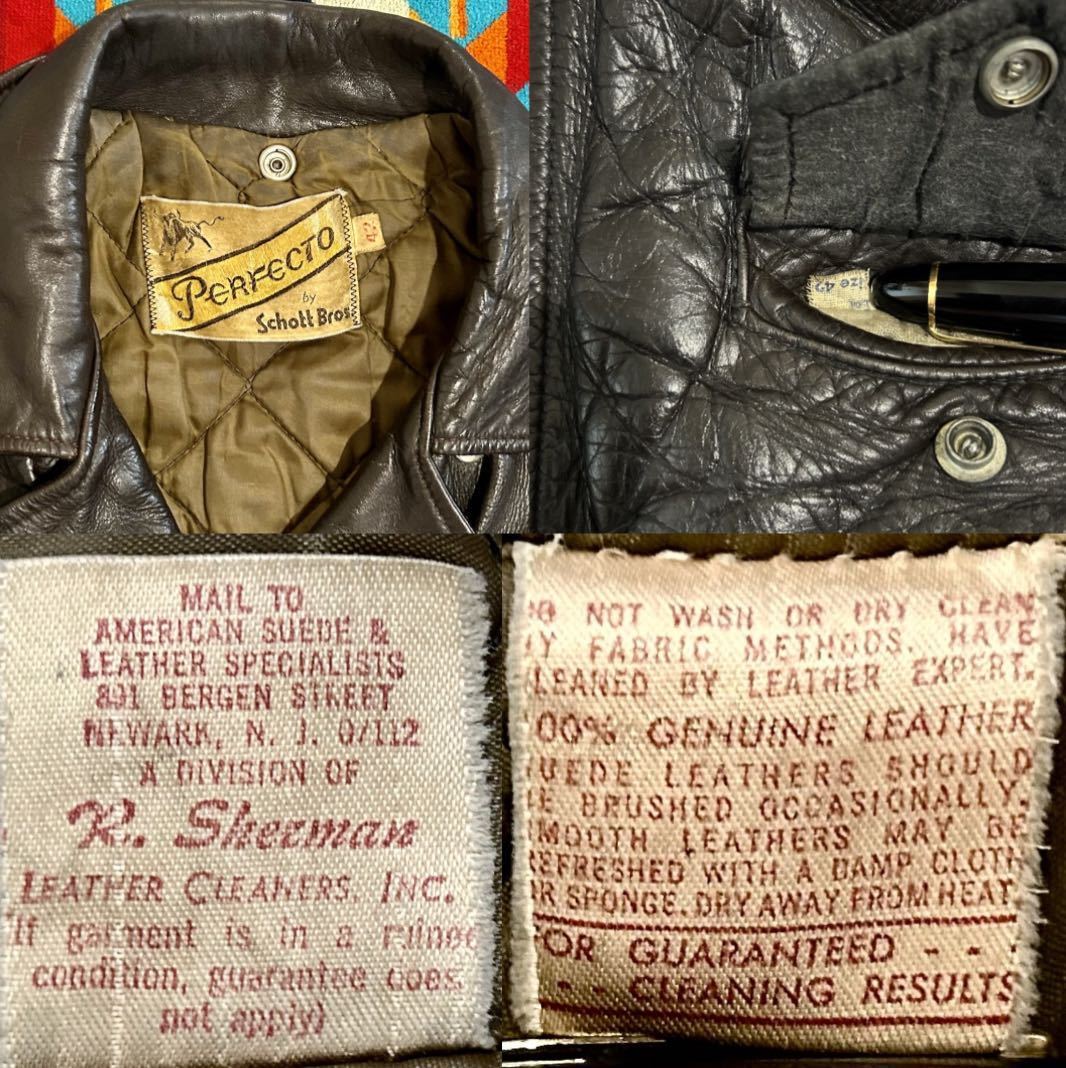 PERFECTO
by
Schott Bros
42
ize 42
MAIL TO
AMERICAN SUEDE &
LEATHER SPECIALISTS
891 BERGEN STREET
NEWARK, N. J. 07112
A DIVISION OF
R. Sherman
LEATHER CLEANERS, INC.
If garment is in a ruined
condition, guarantee does
not apply)
O NOT WASH OR DRY CLEAN
Y FABRIC METHODS. HAVE
LEANED BY LEATHER EXPERT.
00% GENUINE LEATHER
UEDE LEATHERS SHOULD
E BRUSHED OCCASIONALLY.
MOOTH LEATHERS MAY BE
EFRESHED WITH A DAMP CLOTH
R SPONGE. DRY AWAY FROM HEAT
OR GUARANTEED - - -
- - CLEANING RESULTS